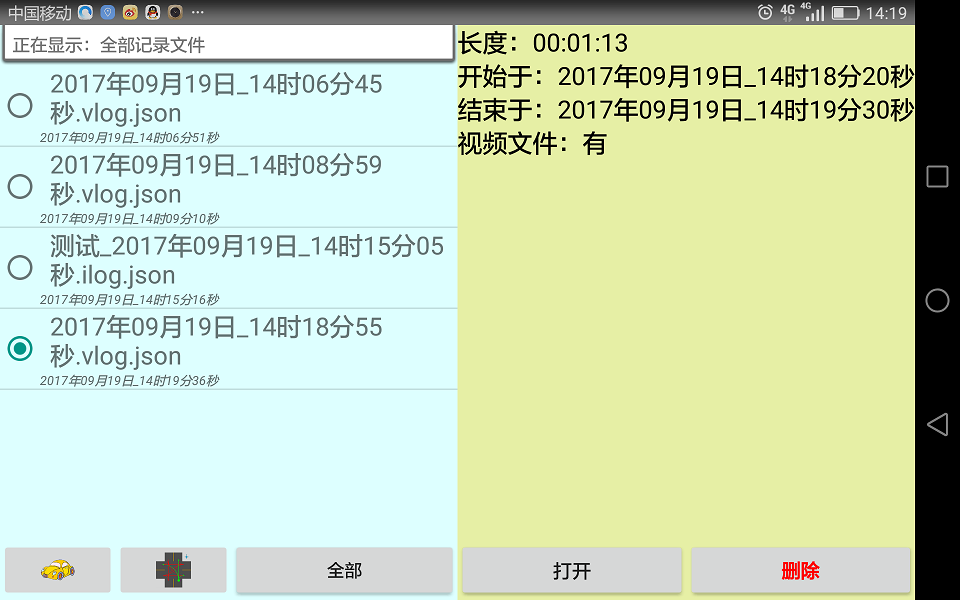 中国移动 ··· 4G 4G 14:19
正在显示：全部记录文件
2017年09月19日_14时06分45
秒.vlog.json
2017年09月19日_14时06分51秒
2017年09月19日_14时08分59
秒.vlog.json
2017年09月19日_14时09分10秒
测试_2017年09月19日_14时15分05
秒.ilog.json
2017年09月19日_14时15分16秒
2017年09月19日_14时18分55
秒.vlog.json
2017年09月19日_14时19分36秒
全部
长度：00:01:13
开始于：2017年09月19日_14时18分20秒
结束于：2017年09月19日_14时19分30秒
视频文件：有
打开
删除